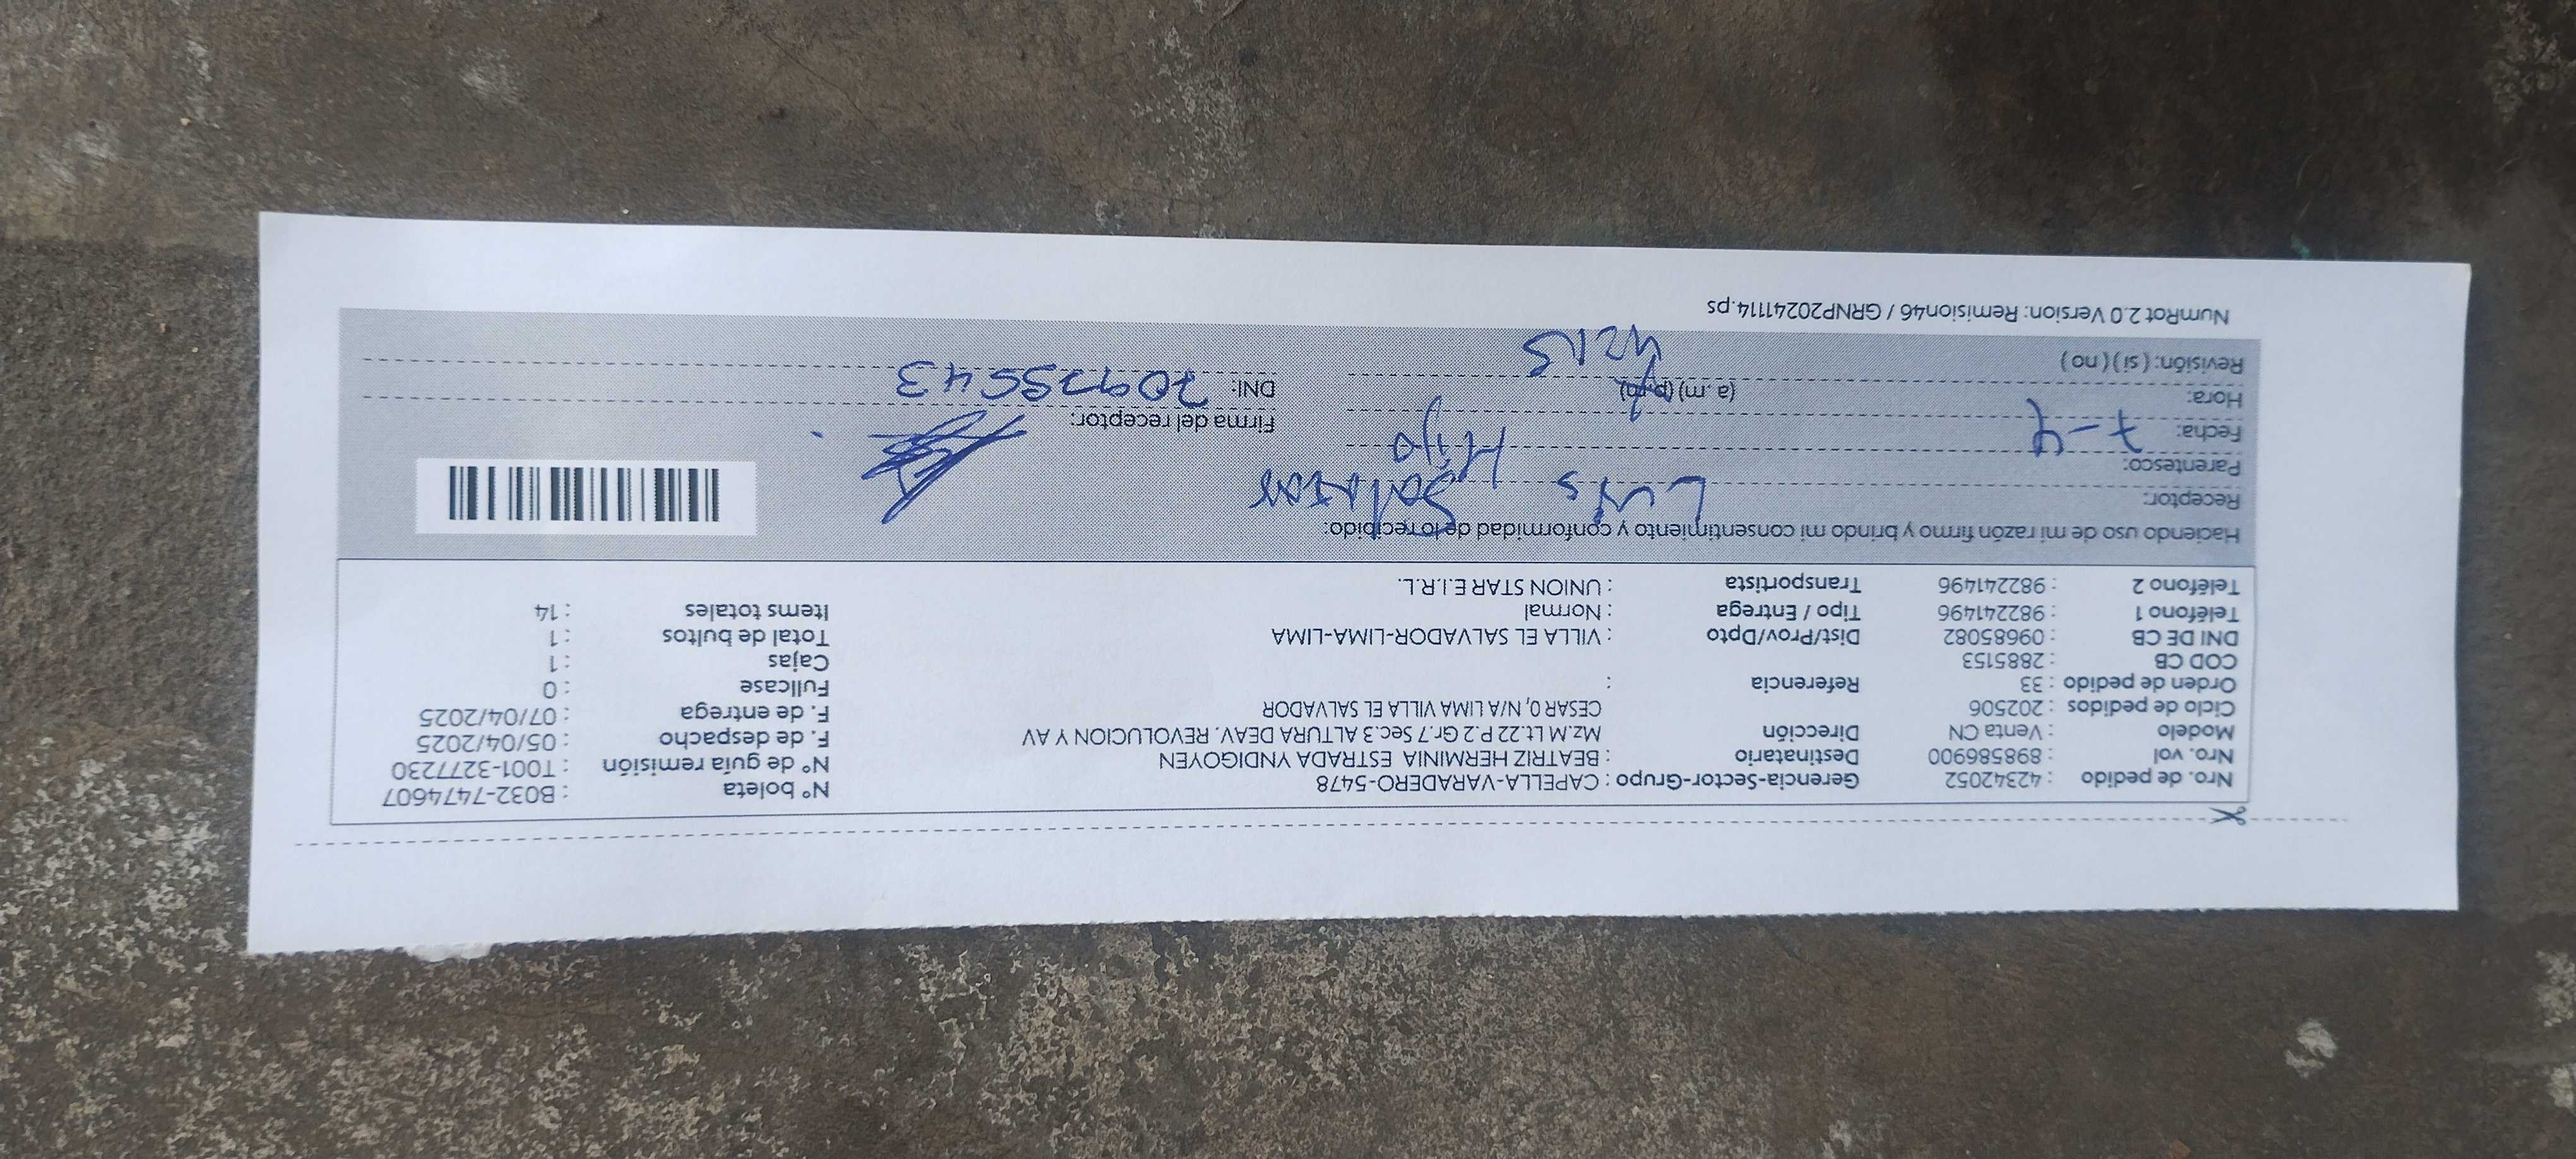 Nro. de pedido : 42342052 Gerencia-Sector-Grupo : CAPELLA-VARADERO-5478 N° boleta : B032-7474607
Nro. vol : 898586900 Destinatario : BEATRIZ HERMINIA ESTRADA YNDIGOYEN N° de guía remisión : T001-3277230
Modelo : Venta CN Dirección Mz.M Lt.22 P.2 Gr.7 Sec.3 ALTURA DEAV. REVOLUCION Y AV F. de despacho : 05/04/2025
Ciclo de pedidos : 202506 CESAR 0, N/A LIMA VILLA EL SALVADOR F. de entrega : 07/04/2025
Orden de pedido : 33 Referencia : Fullcase : 0
COD CB : 2885153 Cajas : 1
DNI DE CB : 09685082 Dist/Prov/Dpto : VILLA EL SALVADOR-LIMA-LIMA Total de bultos : 1
Teléfono 1 : 982241496 Tipo / Entrega : Normal Items totales : 14
Teléfono 2 : 982241496 Transportista : UNION STAR E.I.R.L.
Haciendo uso de mi razón firmo y brindo mi consentimiento y conformidad de lo recibido:
Receptor: Luis Salazar
Parentesco: Hijo
Fecha: 7-4 Firma del receptor:
Hora: (a. m) (p.m) DNI: 70975543
Revisión: ( si ) ( no )
NumRot 2.0 Version: Remision46 / GRNP20241114.ps